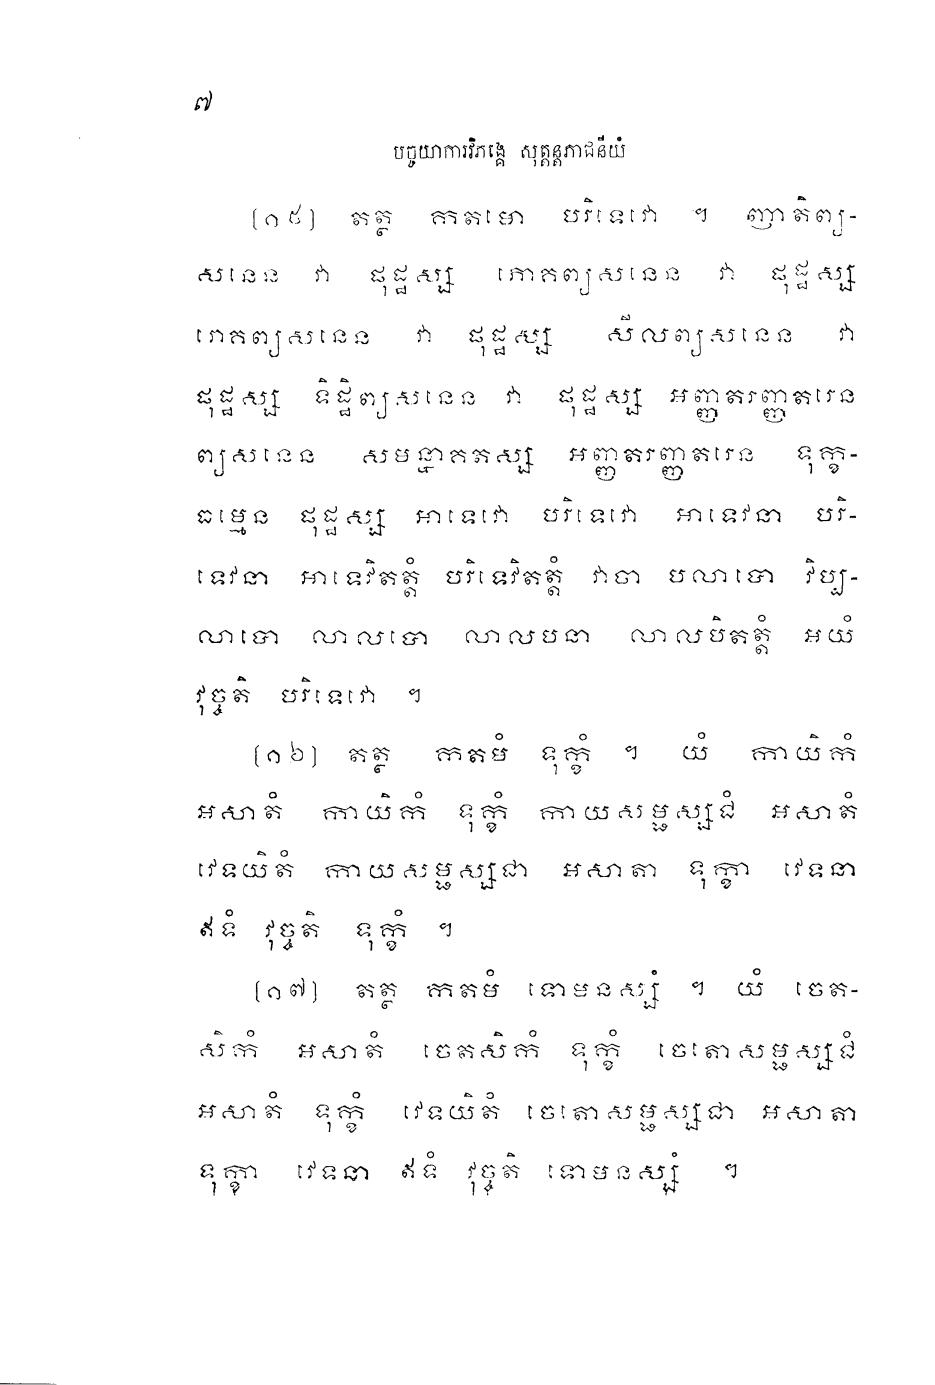 ៧
បច្ចយាការវិភង្គេ សុត្តន្តភាជនីយំ
[១៥] តត្ថ កតមោ បរិទេវោ ។ ញាតិព្យ-
សនេន វា ផុដ្ឋស្ស ភោគព្យសនេន វា ផុដ្ឋស្ស
រោគព្យសនេន វា ផុដ្ឋស្ស សីលព្យសនេន វា
ផុដ្ឋស្ស ទិដ្ឋិព្យសនេន វា ផុដ្ឋស្ស អញ្ញតរញ្ញតរេន
ព្យសនេន សមន្នាគតស្ស អញ្ញតរញ្ញតរេន ទុក្ខ-
ធម្មេន ផុដ្ឋស្ស អាទេវោ បរិទេវោ អាទេវនា បរិ-
ទេវនា អាទេវិតត្តំ បរិទេវិតត្តំ វាចា បលាបោ វិប្ប-
លាបោ លាលបោ លាលបនា លាលបិតត្តំ អយំ
វុច្ចតិ បរិទេវោ ។
[១៦] តត្ថ កតមំ ទុក្ខំ ។ យំ កាយិកំ
អសាតំ កាយិកំ ទុក្ខំ កាយសម្ផស្សជំ អសាតំ
វេទយិតំ កាយសម្ផស្សជា អសាតា ទុក្ខា វេទនា
ឥទំ វុច្ចតិ ទុក្ខំ ។
[១៧] តត្ថ កតមំ ទោមនស្សំ ។ យំ ចេត-
សិកំ អសាតំ ចេតសិកំ ទុក្ខំ ចេតោសម្ផស្សជំ
អសាតំ ទុក្ខំ វេទយិតំ ចេតោសម្ផស្សជា អសាតា
ទុក្ខា វេទនា ឥទំ វុច្ចតិ ទោមនស្សំ ។